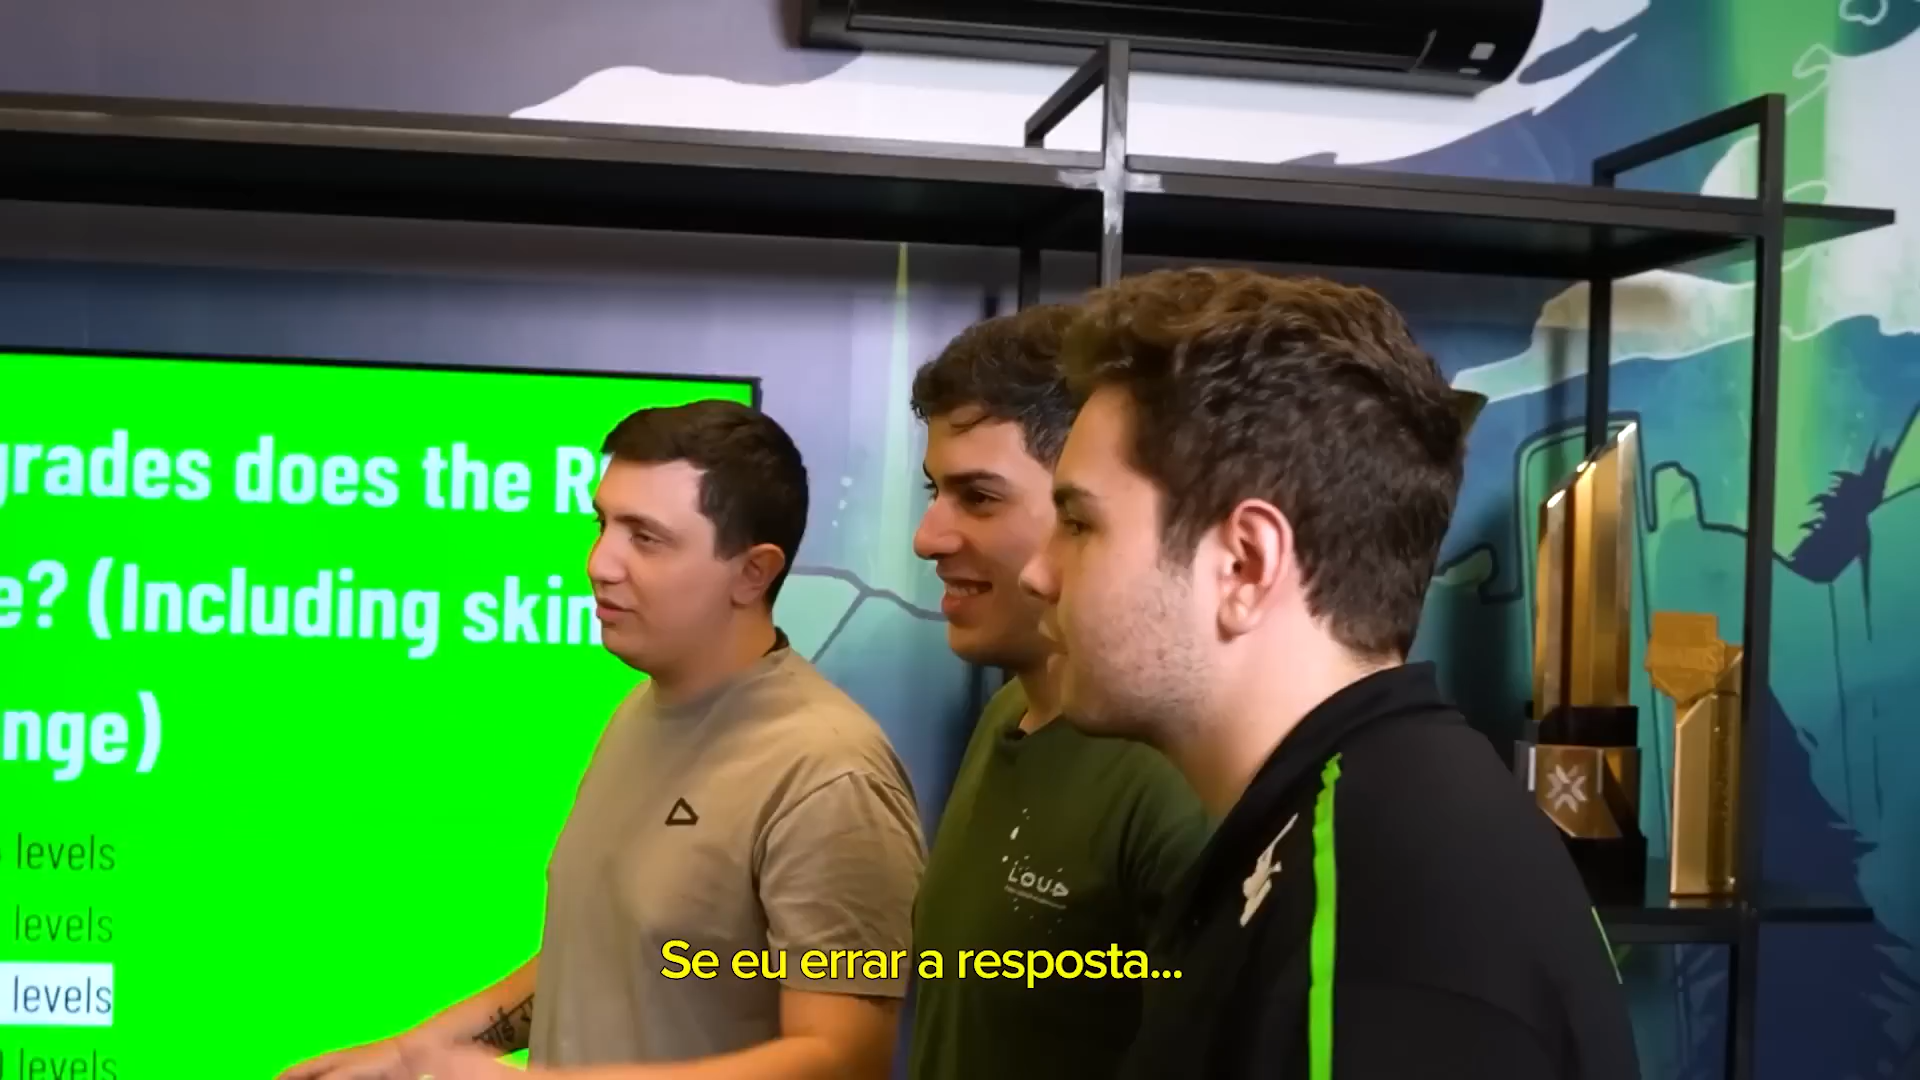 grades does the R
e? (Including skin
nge)
levels
levels
levels
levels
LOUD
Se eu errar a resposta...